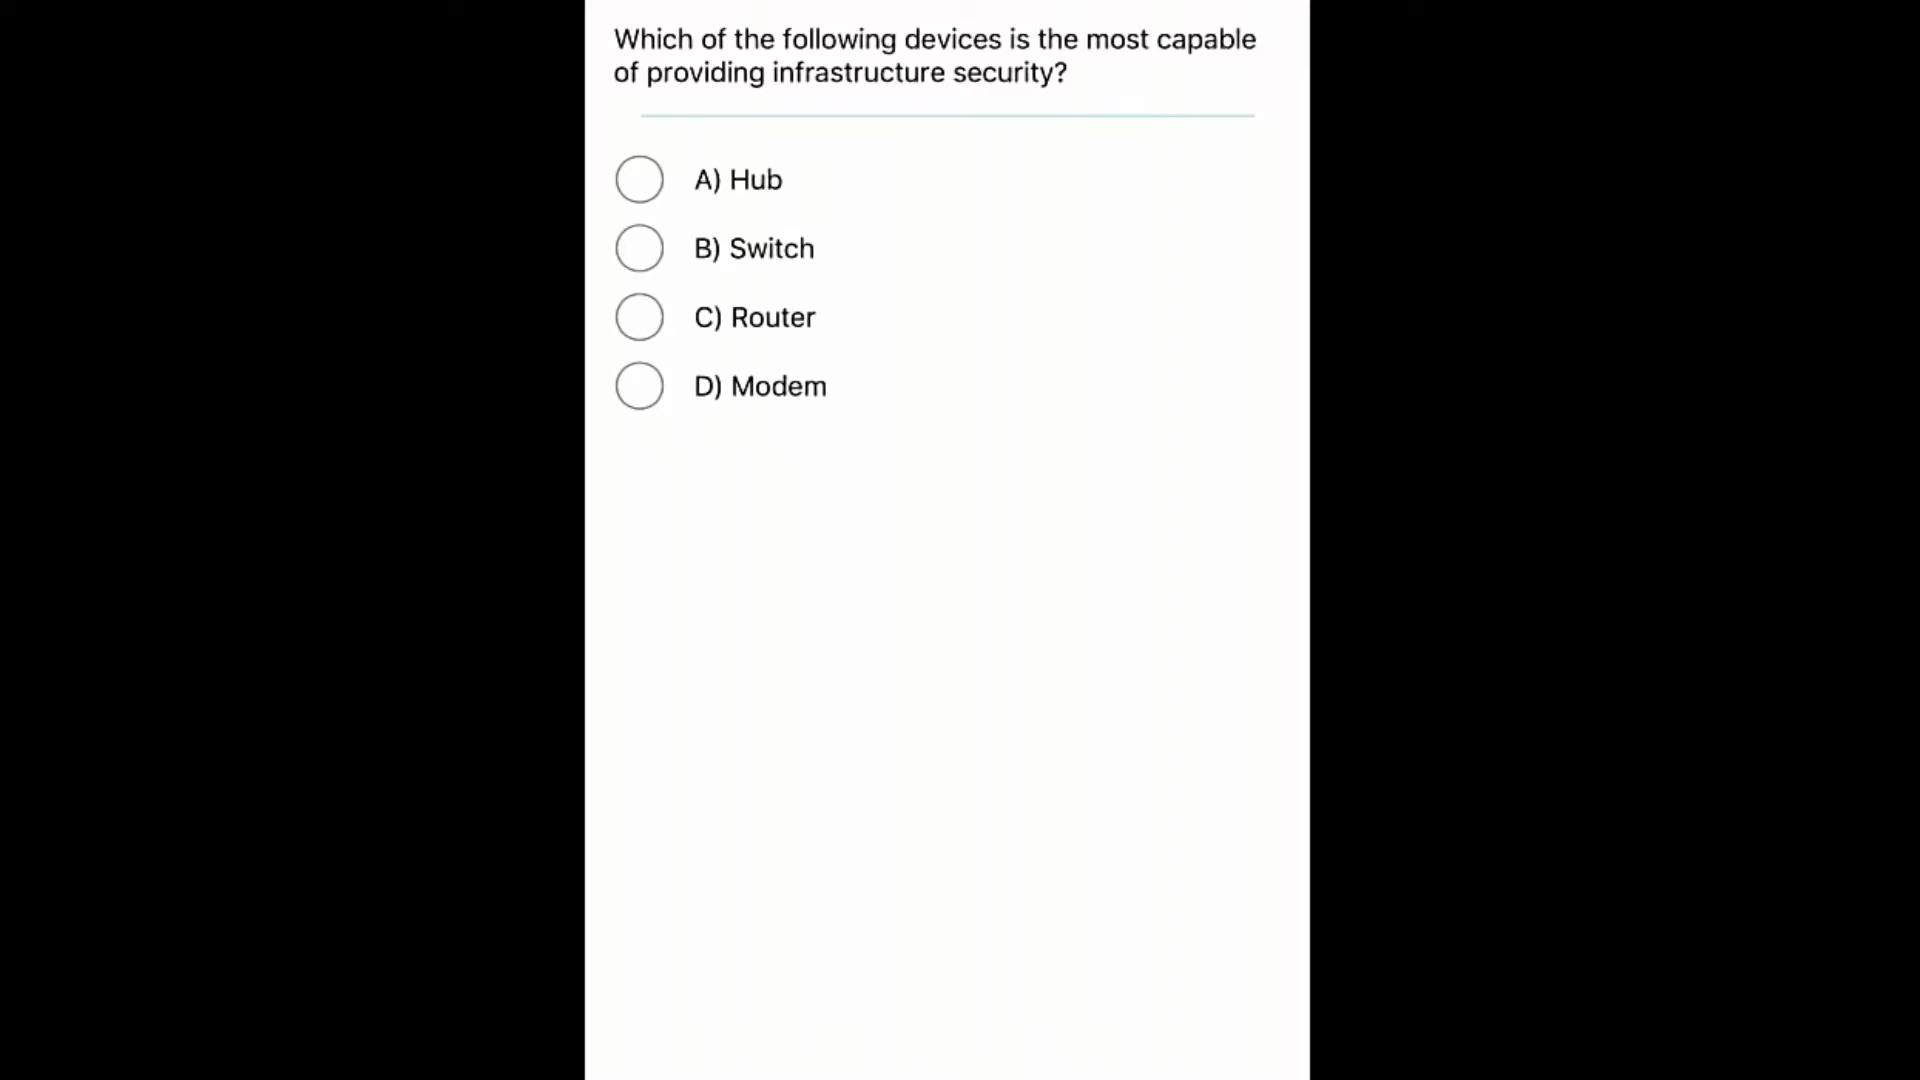 Which of the following devices is the most capable
of providing infrastructure security?
A) Hub
B) Switch
C) Router
D) Modem